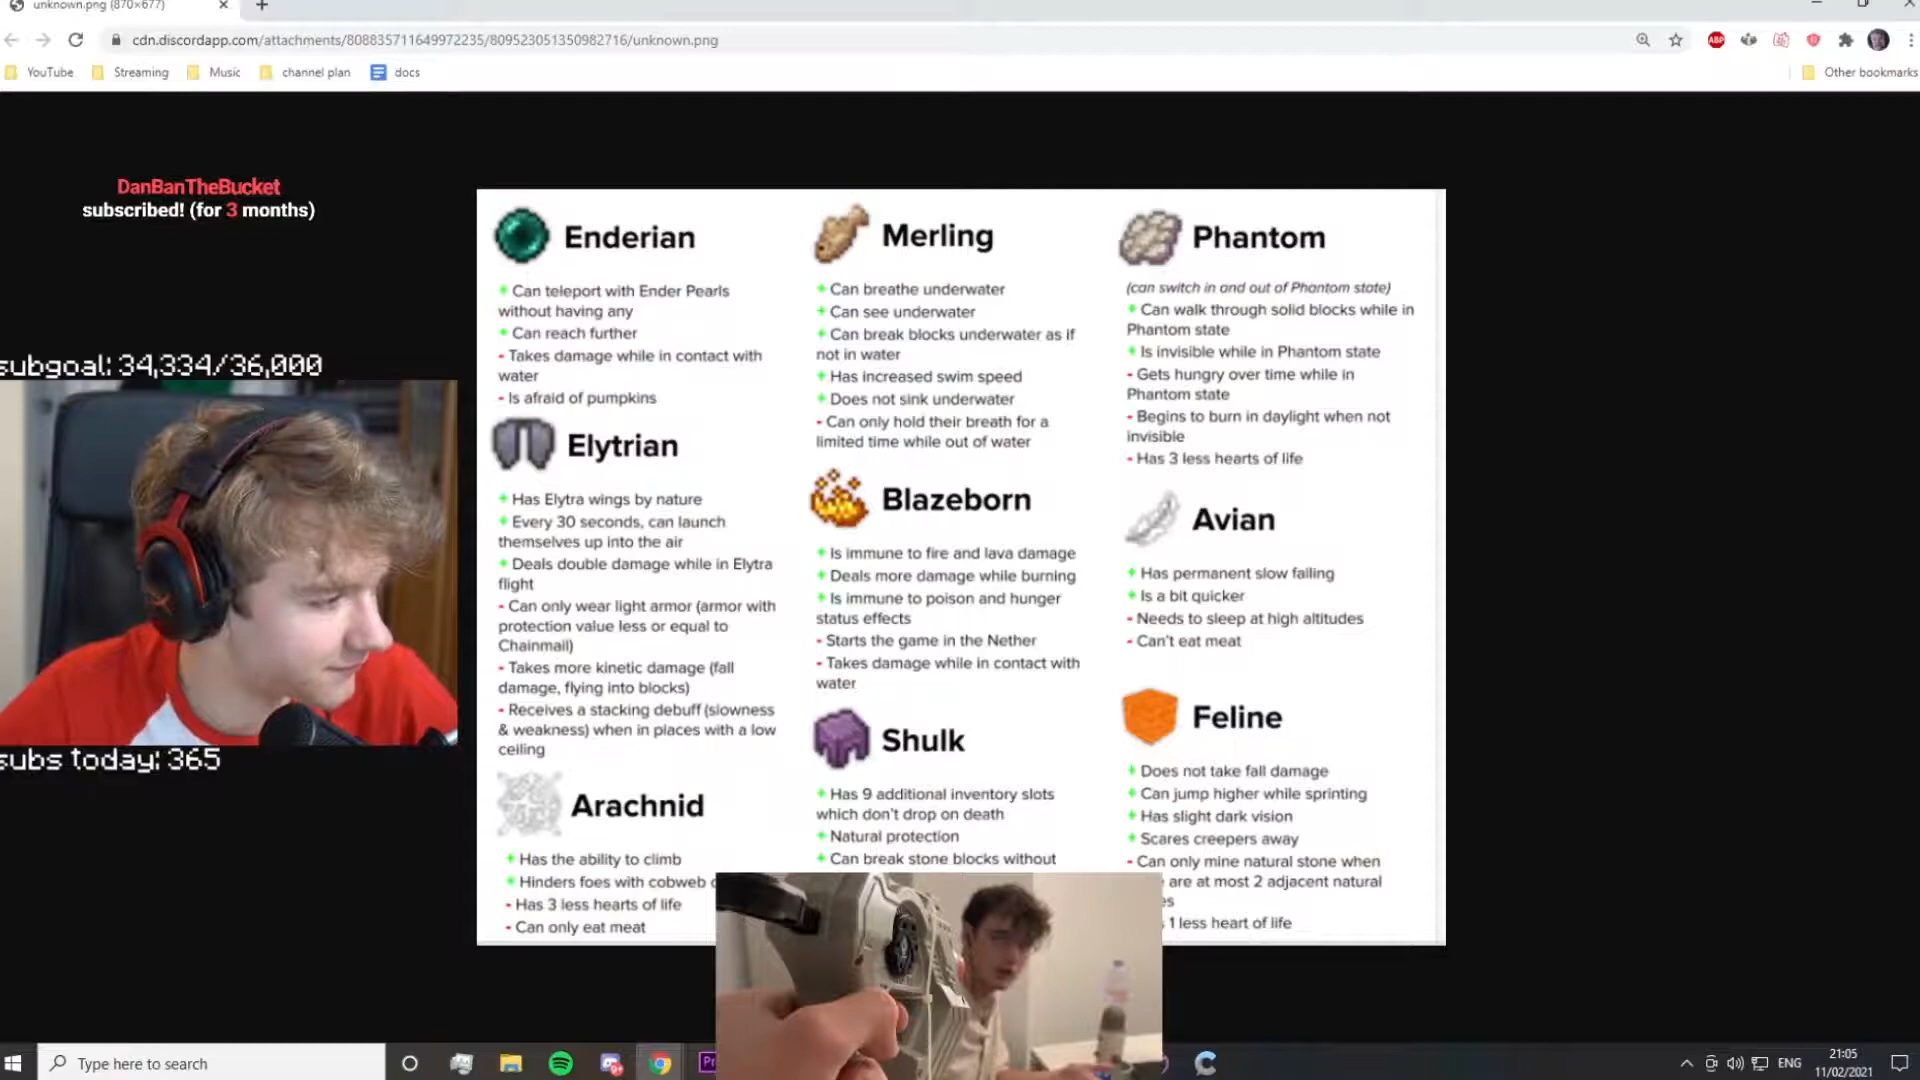 unknown.png (870×677)
cdn.discordapp.com/attachments/808835711649972235/809523051350982716/unknown.png
ABP
YouTube
Streaming
Music
channel plan
docs
Other bookmarks
DanBanTheBucket
subscribed! (for 3 months)
subgoal: 34,334/36,000
subs today: 365
Enderian
+ Can teleport with Ender Pearls
without having any
+ Can reach further
- Takes damage while in contact with
water
- Is afraid of pumpkins
Elytrian
+ Has Elytra wings by nature
+ Every 30 seconds, can launch
themselves up into the air
+ Deals double damage while in Elytra
flight
- Can only wear light armor (armor with
protection value less or equal to
Chainmail)
- Takes more kinetic damage (fall
damage, flying into blocks)
- Receives a stacking debuff (slowness
& weakness) when in places with a low
ceiling
Arachnid
+ Has the ability to climb
+ Hinders foes with cobweb
- Has 3 less hearts of life
- Can only eat meat
Merling
+ Can breathe underwater
+ Can see underwater
+ Can break blocks underwater as if
not in water
+ Has increased swim speed
+ Does not sink underwater
- Can only hold their breath for a
limited time while out of water
Blazeborn
+ Is immune to fire and lava damage
+ Deals more damage while burning
+ Is immune to poison and hunger
status effects
- Starts the game in the Nether
- Takes damage while in contact with
water
Shulk
+ Has 9 additional inventory slots
which don't drop on death
+ Natural protection
+ Can break stone blocks without
Phantom
(can switch in and out of Phantom state)
+ Can walk through solid blocks while in
Phantom state
+ Is invisible while in Phantom state
- Gets hungry over time while in
Phantom state
- Begins to burn in daylight when not
invisible
- Has 3 less hearts of life
Avian
+ Has permanent slow falling
+ Is a bit quicker
- Needs to sleep at high altitudes
- Can't eat meat
Feline
+ Does not take fall damage
+ Can jump higher while sprinting
+ Has slight dark vision
+ Scares creepers away
- Can only mine natural stone when
are at most 2 adjacent natural
1 less heart of life
Type here to search
Pr
ENG
21:05
11/02/2021